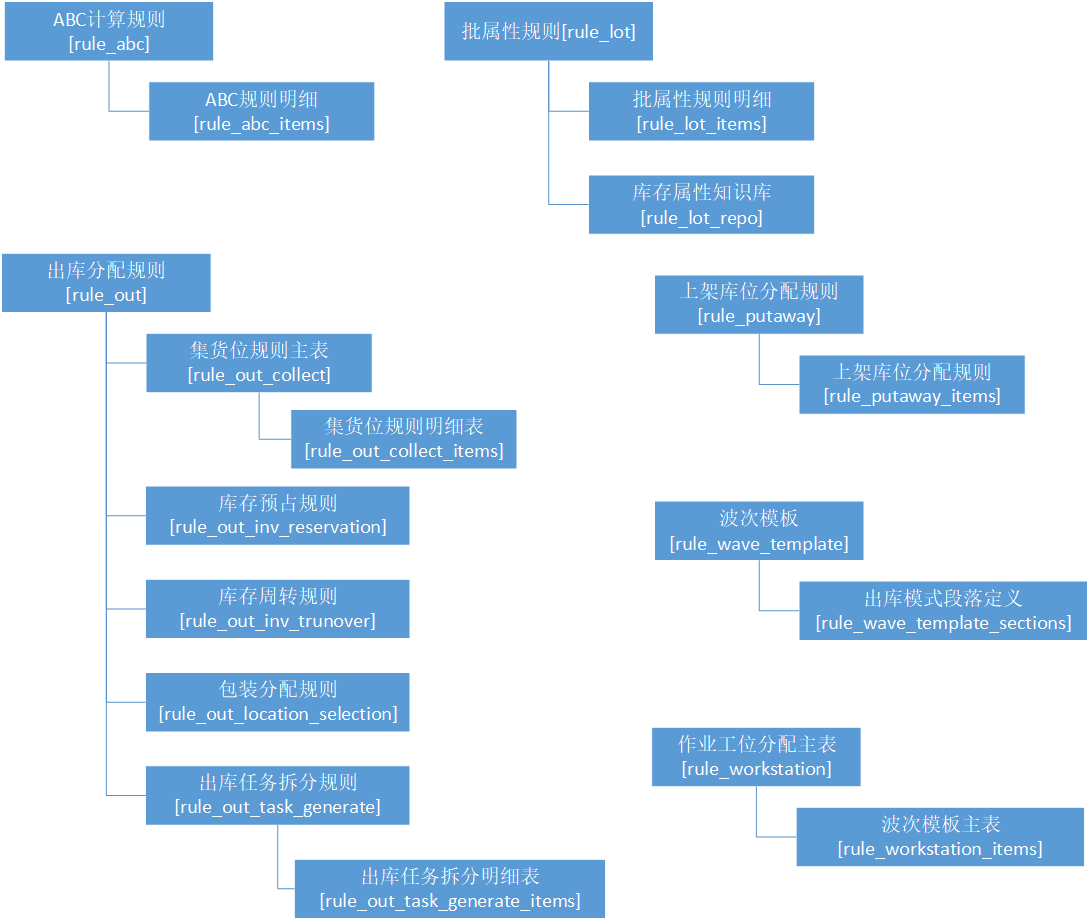 ABC计算规则
[rule_abc]
ABC规则明细
[rule_abc_items]
批属性规则[rule_lot]
批属性规则明细
[rule_lot_items]
库存属性知识库
[rule_lot_repo]
出库分配规则
[rule_out]
集货位规则主表
[rule_out_collect]
集货位规则明细表
[rule_out_collect_items]
库存预占规则
[rule_out_inv_reservation]
库存周转规则
[rule_out_inv_trunover]
包装分配规则
[rule_out_location_selection]
出库任务拆分规则
[rule_out_task_generate]
出库任务拆分明细表
[rule_out_task_generate_items]
上架库位分配规则
[rule_putaway]
上架库位分配规则
[rule_putaway_items]
波次模板
[rule_wave_template]
出库模式段落定义
[rule_wave_template_sections]
作业工位分配主表
[rule_workstation]
波次模板主表
[rule_workstation_items]